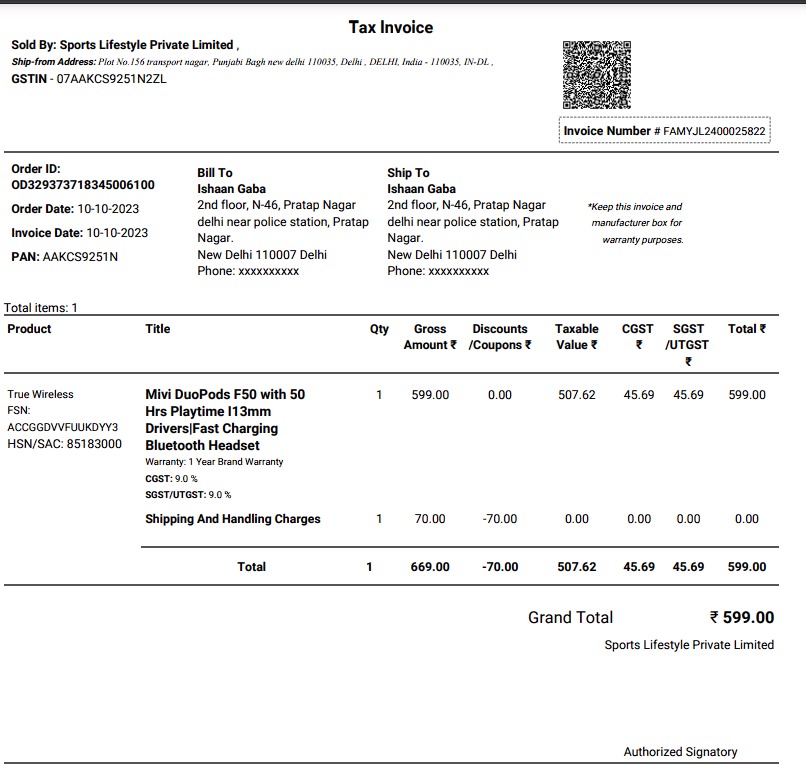 Tax Invoice
Sold By: Sports Lifestyle Private Limited ,
Ship-from Address: Plot No.156 transport nagar, Punjabi Bagh new delhi 110035, Delhi , DELHI, India - 110035, IN-DL ,
GSTIN - 07AAKCS9251N2ZL
Invoice Number # FAMYJL2400025822
Order ID:
OD329373718345006100
Order Date: 10-10-2023
Invoice Date: 10-10-2023
PAN: AAKCS9251N
Bill To
Ishaan Gaba
2nd floor, N-46, Pratap Nagar
delhi near police station, Pratap
Nagar.
New Delhi 110007 Delhi
Phone: xxxxxxxxxx
Ship To
Ishaan Gaba
2nd floor, N-46, Pratap Nagar
delhi near police station, Pratap
Nagar.
New Delhi 110007 Delhi
Phone: xxxxxxxxxx
*Keep this invoice and
manufacturer box for
warranty purposes.
Total items: 1
Product Title Qty Gross Amount ₹ Discounts /Coupons ₹ Taxable Value ₹ CGST ₹ SGST /UTGST ₹ Total ₹
True Wireless
FSN:
ACCGGDVVFUUKDYY3
HSN/SAC: 85183000
Mivi DuoPods F50 with 50
Hrs Playtime I13mm
Drivers|Fast Charging
Bluetooth Headset
Warranty: 1 Year Brand Warranty
CGST: 9.0 %
SGST/UTGST: 9.0 %
1 599.00 0.00 507.62 45.69 45.69 599.00
Shipping And Handling Charges 1 70.00 -70.00 0.00 0.00 0.00 0.00
Total 1 669.00 -70.00 507.62 45.69 45.69 599.00
Grand Total ₹ 599.00
Sports Lifestyle Private Limited
Authorized Signatory